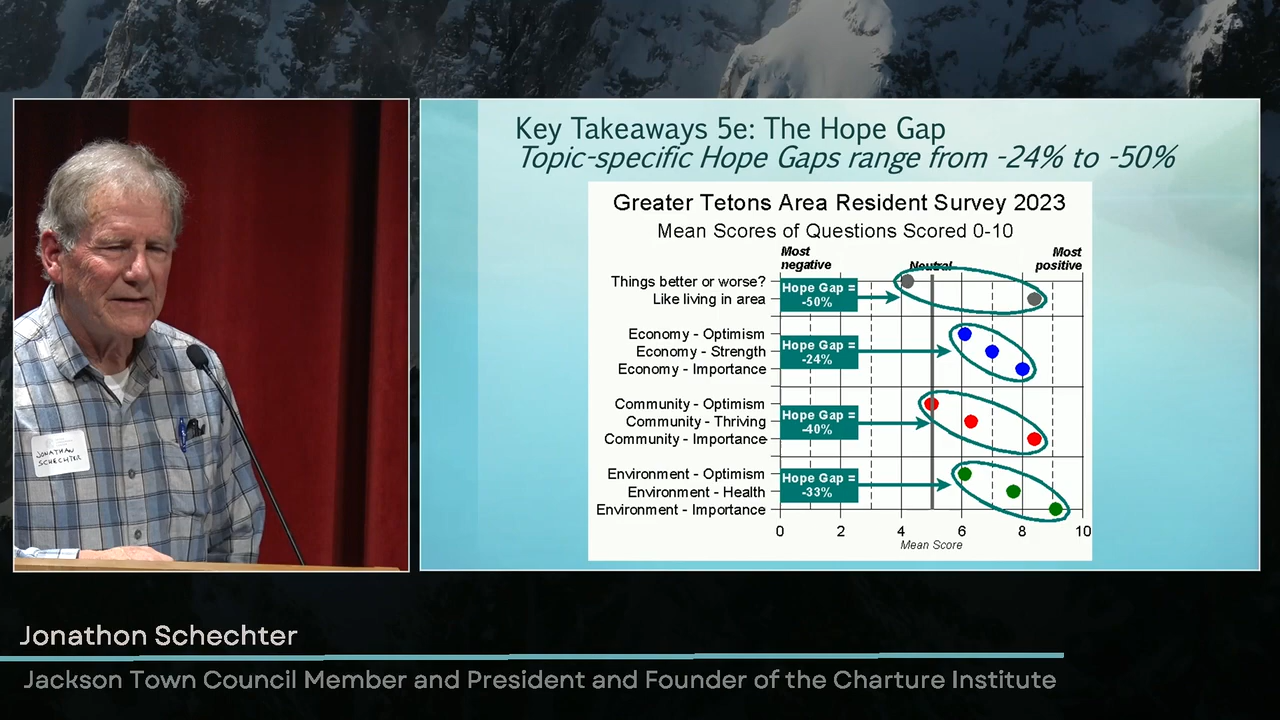 Key Takeaways 5e: The Hope Gap
Topic-specific Hope Gaps range from -24% to -50%
Greater Tetons Area Resident Survey 2023
Mean Scores of Questions Scored 0-10
Most negative
Neutral
Most positive
Things better or worse?
Like living in area
Hope Gap =
-50%
Economy - Optimism
Economy - Strength
Economy - Importance
Hope Gap =
-24%
Community - Optimism
Community - Thriving
Community - Importance
Hope Gap =
-40%
Environment - Optimism
Environment - Health
Environment - Importance
Hope Gap =
-33%
0 2 4 6 8 10
Mean Score
JONATHAN
SCHECHTER
Jonathon Schechter
Jackson Town Council Member and President and Founder of the Charture Institute